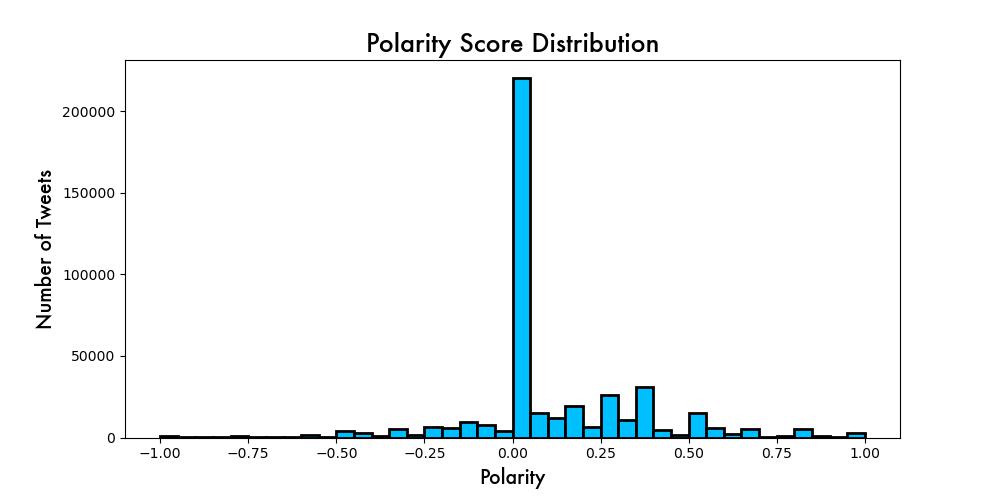 Polarity Score Distribution
Number of Tweets
200000
150000
100000
50000
0
−1.00 −0.75 −0.50 −0.25 0.00 0.25 0.50 0.75 1.00
Polarity